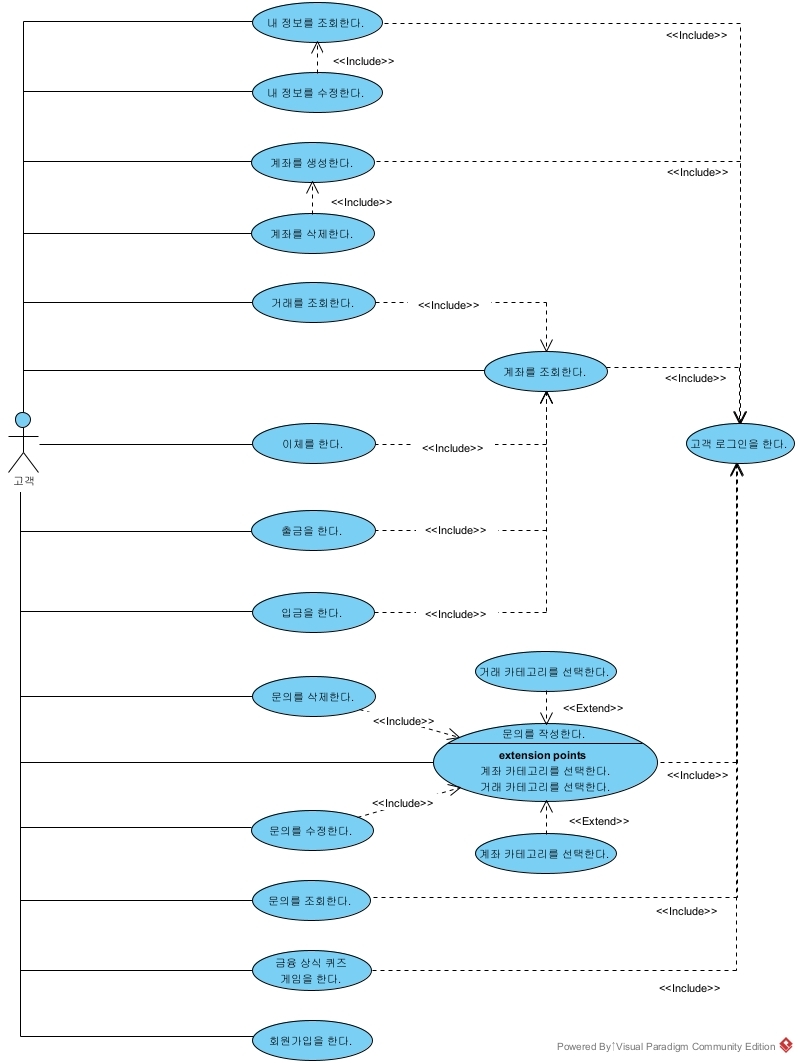 내 정보를 조회한다.
<<Include>>
<<Include>>
내 정보를 수정한다.
계좌를 생성한다.
<<Include>>
<<Include>>
계좌를 삭제한다.
거래를 조회한다.
<<Include>>
계좌를 조회한다.
<<Include>>
고객
이체를 한다.
<<Include>>
고객 로그인을 한다.
출금을 한다.
<<Include>>
입금을 한다.
<<Include>>
거래 카테고리를 선택한다.
문의를 삭제한다.
<<Extend>>
<<Include>>
문의를 작성한다.
extension points
계좌 카테고리를 선택한다.
거래 카테고리를 선택한다.
<<Include>>
<<Include>>
문의를 수정한다.
<<Extend>>
계좌 카테고리를 선택한다.
문의를 조회한다.
<<Include>>
금융 상식 퀴즈
게임을 한다.
<<Include>>
회원가입을 한다.
Powered By Visual Paradigm Community Edition